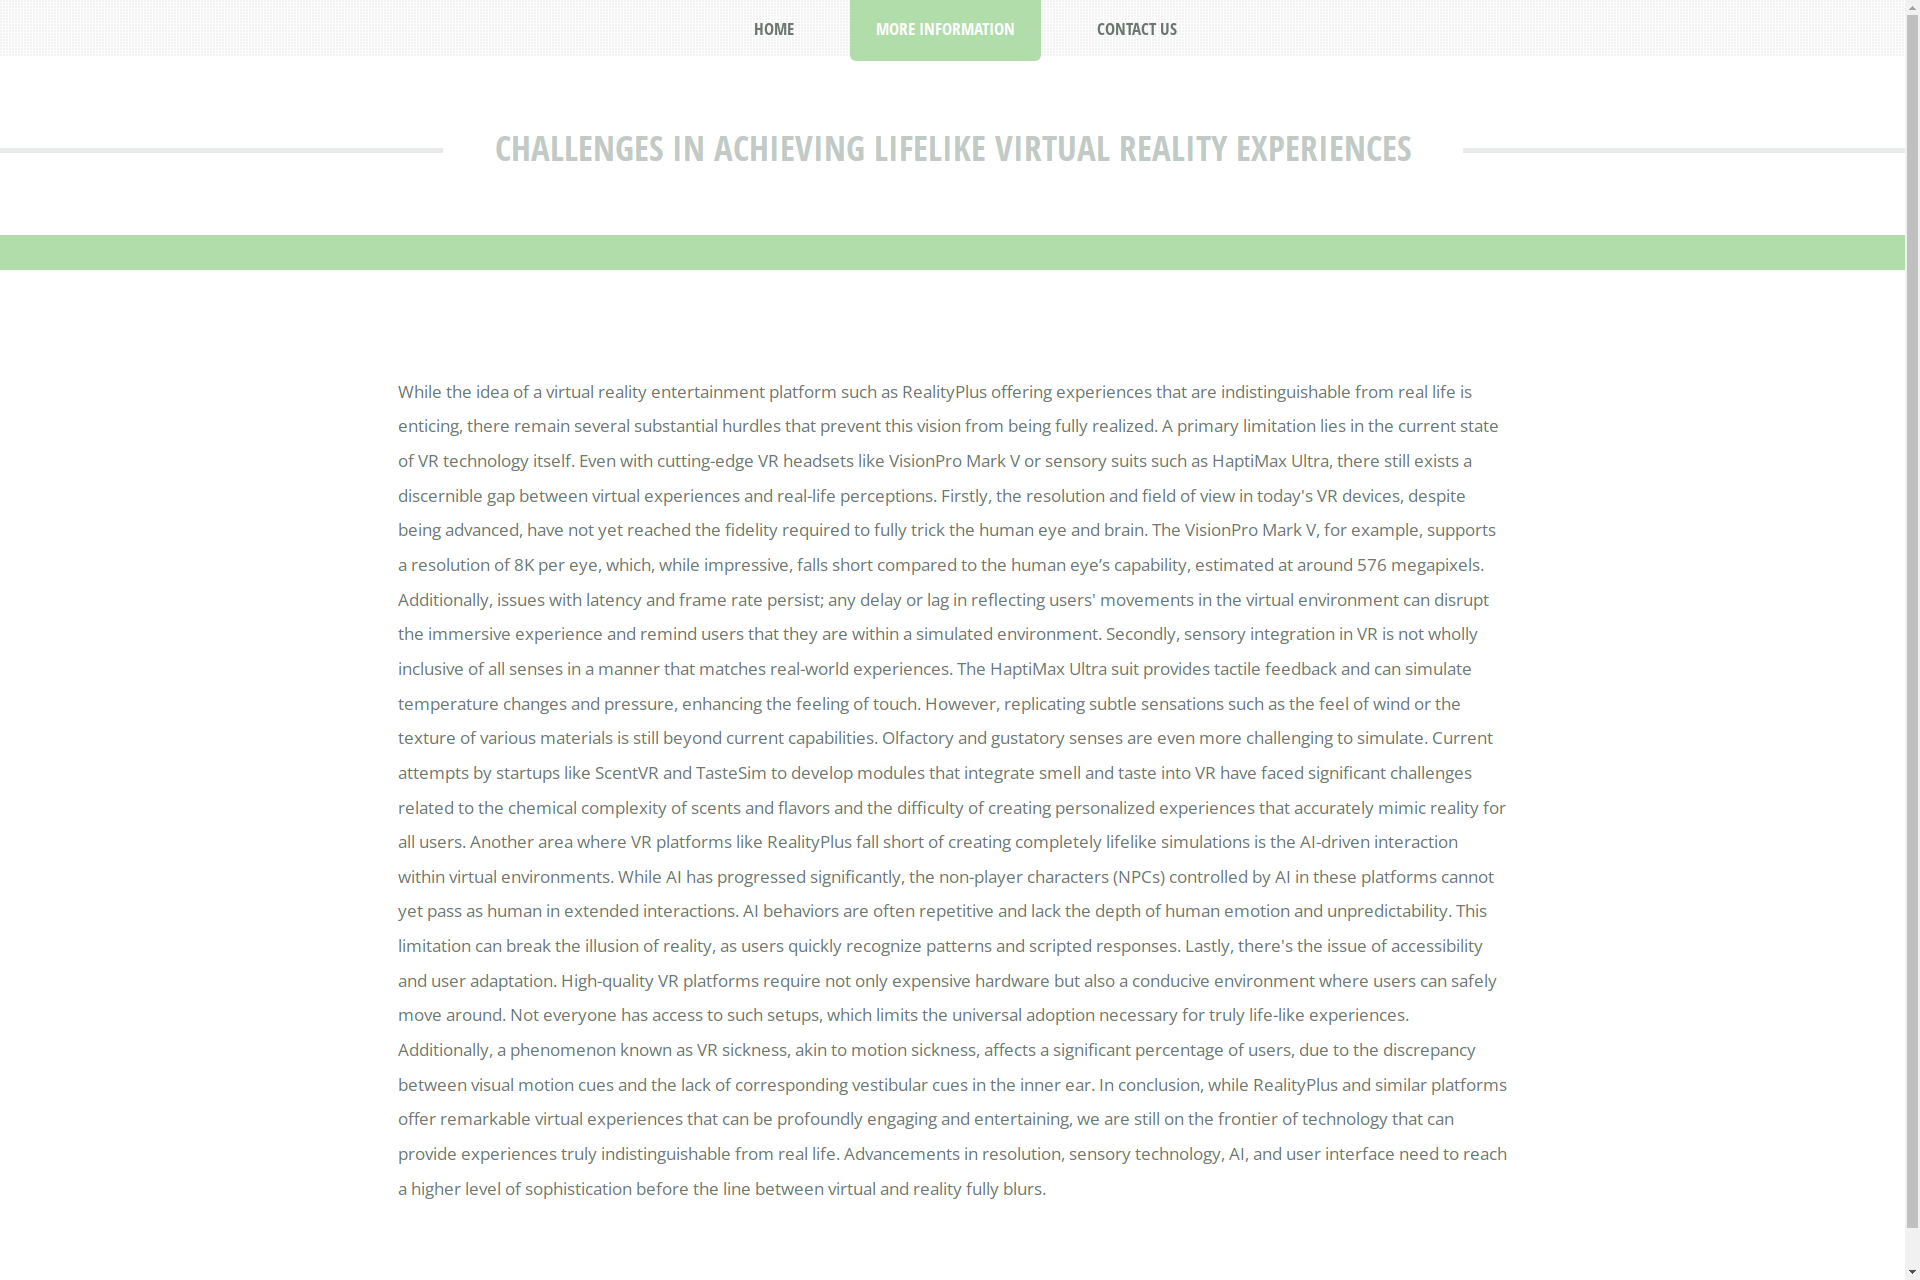 HOME
MORE INFORMATION
CONTACT US
CHALLENGES IN ACHIEVING LIFELIKE VIRTUAL REALITY EXPERIENCES
While the idea of a virtual reality entertainment platform such as RealityPlus offering experiences that are indistinguishable from real life is
enticing, there remain several substantial hurdles that prevent this vision from being fully realized. A primary limitation lies in the current state
of VR technology itself. Even with cutting-edge VR headsets like VisionPro Mark V or sensory suits such as HaptiMax Ultra, there still exists a
discernible gap between virtual experiences and real-life perceptions. Firstly, the resolution and field of view in today's VR devices, despite
being advanced, have not yet reached the fidelity required to fully trick the human eye and brain. The VisionPro Mark V, for example, supports
a resolution of 8K per eye, which, while impressive, falls short compared to the human eye’s capability, estimated at around 576 megapixels.
Additionally, issues with latency and frame rate persist; any delay or lag in reflecting users' movements in the virtual environment can disrupt
the immersive experience and remind users that they are within a simulated environment. Secondly, sensory integration in VR is not wholly
inclusive of all senses in a manner that matches real-world experiences. The HaptiMax Ultra suit provides tactile feedback and can simulate
temperature changes and pressure, enhancing the feeling of touch. However, replicating subtle sensations such as the feel of wind or the
texture of various materials is still beyond current capabilities. Olfactory and gustatory senses are even more challenging to simulate. Current
attempts by startups like ScentVR and TasteSim to develop modules that integrate smell and taste into VR have faced significant challenges
related to the chemical complexity of scents and flavors and the difficulty of creating personalized experiences that accurately mimic reality for
all users. Another area where VR platforms like RealityPlus fall short of creating completely lifelike simulations is the AI-driven interaction
within virtual environments. While AI has progressed significantly, the non-player characters (NPCs) controlled by AI in these platforms cannot
yet pass as human in extended interactions. AI behaviors are often repetitive and lack the depth of human emotion and unpredictability. This
limitation can break the illusion of reality, as users quickly recognize patterns and scripted responses. Lastly, there's the issue of accessibility
and user adaptation. High-quality VR platforms require not only expensive hardware but also a conducive environment where users can safely
move around. Not everyone has access to such setups, which limits the universal adoption necessary for truly life-like experiences.
Additionally, a phenomenon known as VR sickness, akin to motion sickness, affects a significant percentage of users, due to the discrepancy
between visual motion cues and the lack of corresponding vestibular cues in the inner ear. In conclusion, while RealityPlus and similar platforms
offer remarkable virtual experiences that can be profoundly engaging and entertaining, we are still on the frontier of technology that can
provide experiences truly indistinguishable from real life. Advancements in resolution, sensory technology, AI, and user interface need to reach
a higher level of sophistication before the line between virtual and reality fully blurs.